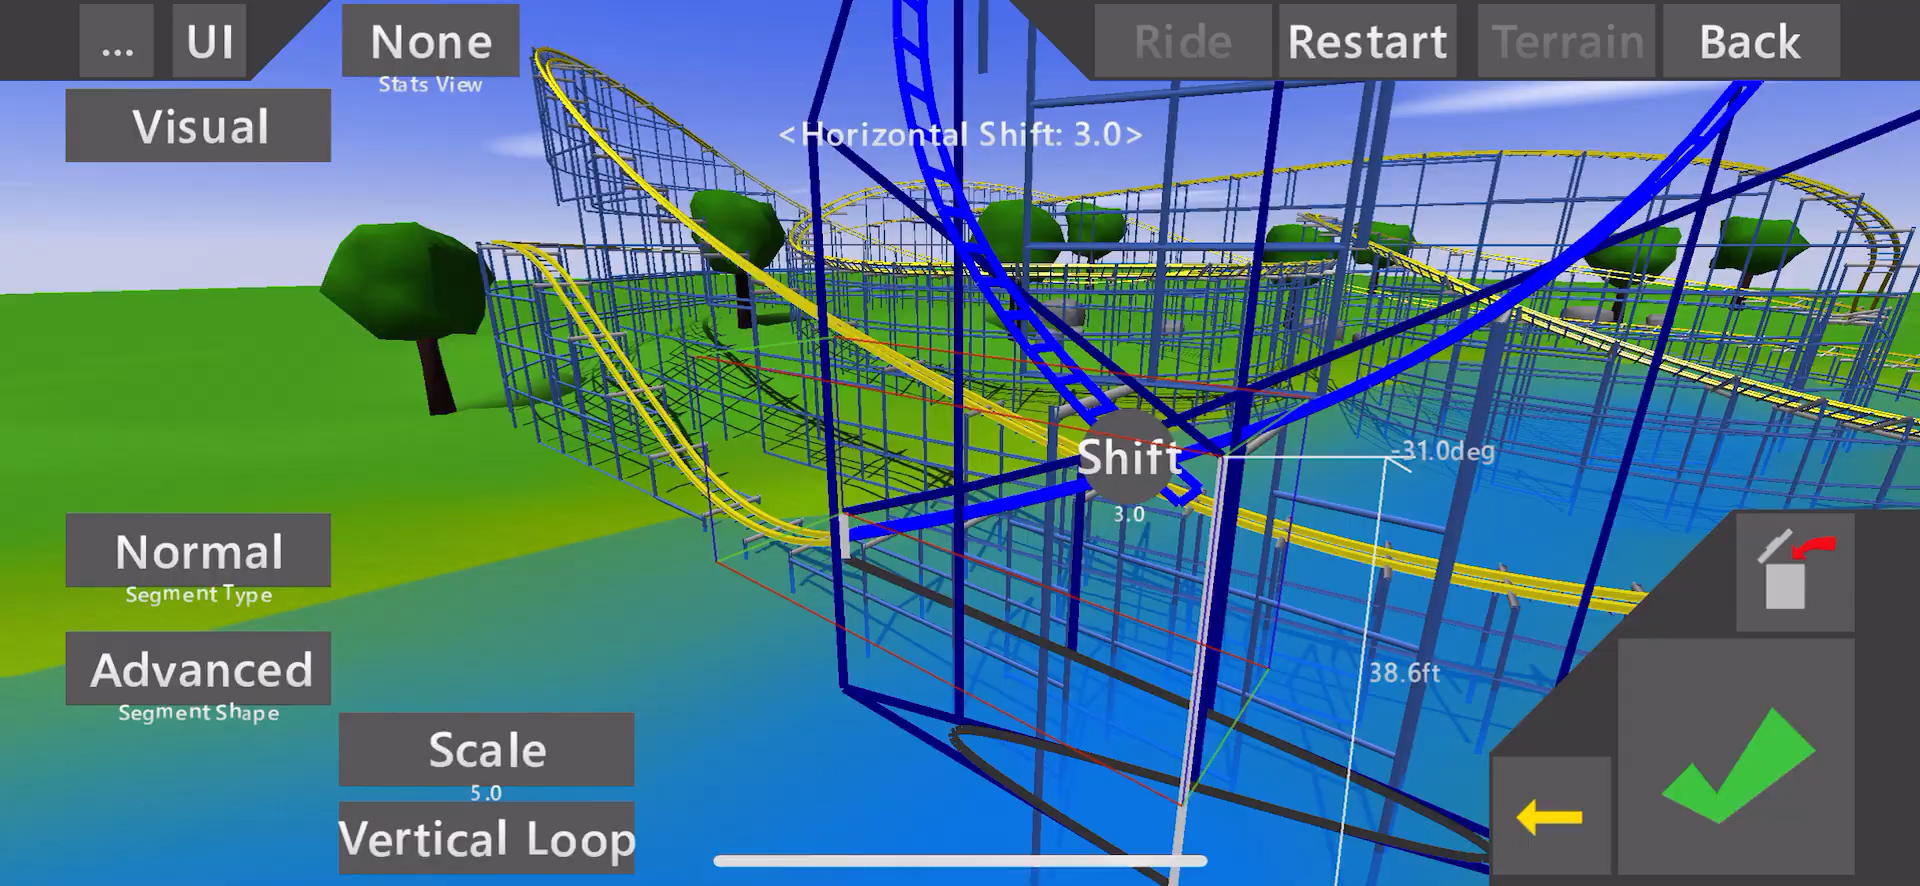 ...
UI
None
Stats View
Ride
Restart
Terrain
Back
Visual
<Horizontal Shift: 3.0>
Shift
3.0
-31.0deg
38.6ft
Normal
Segment Type
Advanced
Segment Shape
Scale
5.0
Vertical Loop